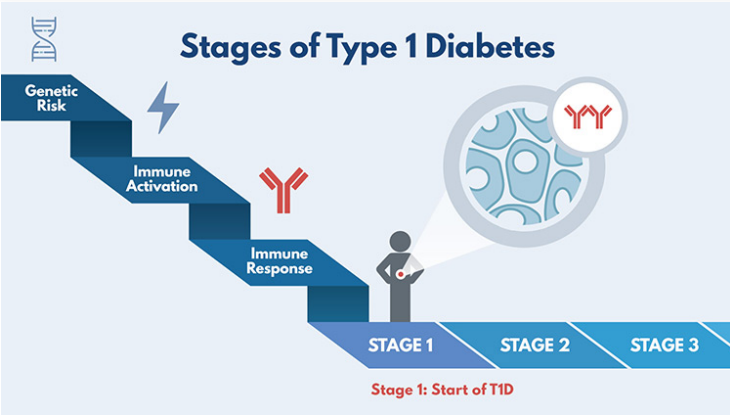 Stages of Type 1 Diabetes
Genetic
Risk
Immune
Activation
Immune
Response
STAGE 1
STAGE 2
STAGE 3
Stage 1: Start of T1D